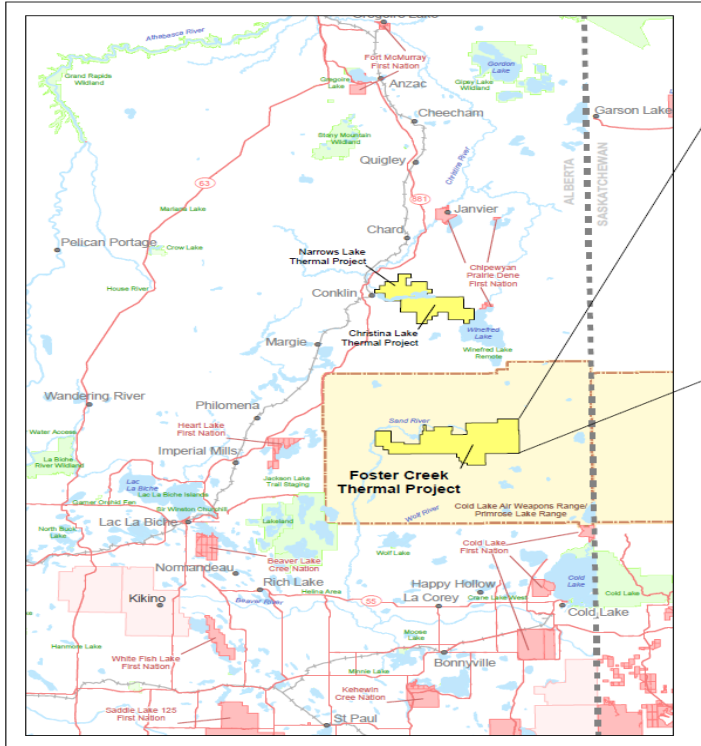 Gregoire Lake
Athabasca River
Fort McMurray
First Nation
Gordon
Lake
Grand Rapids
Wildland
Gregoire
Lake
Anzac
Gipsy Lake Wildland
Cheecham
Garson Lake
Stony Mountain
Wildland
Quigley
Christina River
ALBERTA
SASKATCHEWAN
63
881
Mariana Lake
Janvier
Chard
Pelican Portage
Crow Lake
Narrows Lake
Thermal Project
Chipewyan
Prairie Dene
First Nation
House River
Conklin
Christina Lake
Thermal Project
Winefred
Lake
Margie
Winefred Lake
Remote
Wandering River
Philomena
Sand River
Water Access
Heart Lake
First Nation
La Biche
River Wildland
Imperial Mills
Foster Creek
Thermal Project
Lac
La Biche
Jackson Lake
Trail Staging
Lac La Biche Islands
Garner Orchid Fen
Sir Winston Churchill
Cold Lake Air Weapons Range/
Primrose Lake Range
Wolf River
Lac La Biche
Lakeland
North Buck
Lake
Cold Lake
First Nation
Beaver Lake
Cree Nation
Wolf Lake
Normandeau
Cold
Lake
Rich Lake
Happy Hollow
Cold Lake
Kikino
Beaver River
Helina Area
55
La Corey
Crane Lake West
Cold Lake
Hanmore Lake
Moose
Lake
White Fish Lake
First Nation
Minnie Lake
Bonnyville
Saddle Lake 125
First Nation
Kehewin
Cree Nation
St Paul